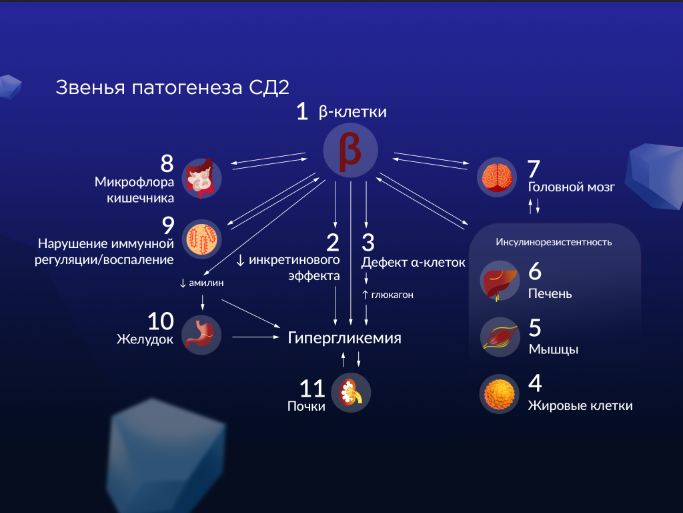 Звенья патогенеза СД2
1 β-клетки
β
8
Микрофлора
кишечника
7
Головной мозг
9
Нарушение иммунной
регуляции/воспаление
2
↓ инкретинового
эффекта
3
Дефект α-клеток
↑ глюкагон
Инсулинорезистентность
6
Печень
↓ амилин
10
Желудок
Гипергликемия
5
Мышцы
11
Почки
4
Жировые клетки